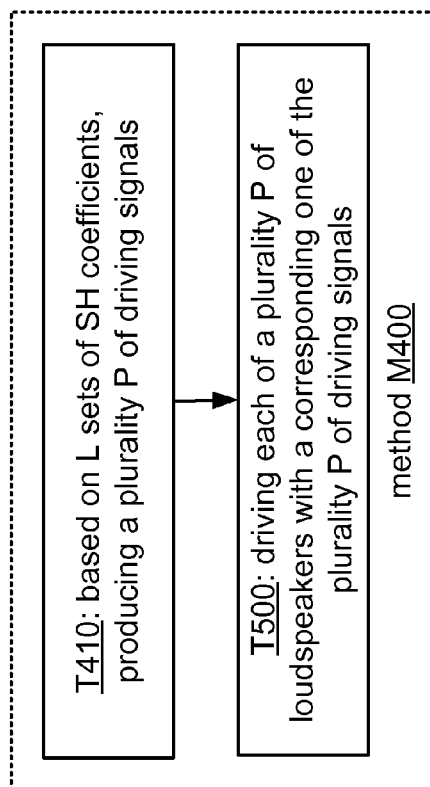 T410: based on L sets of SH coefficients,
producing a plurality P of driving signals
T500: driving each of a plurality P of
loudspeakers with a corresponding one of the
plurality P of driving signals
method M400